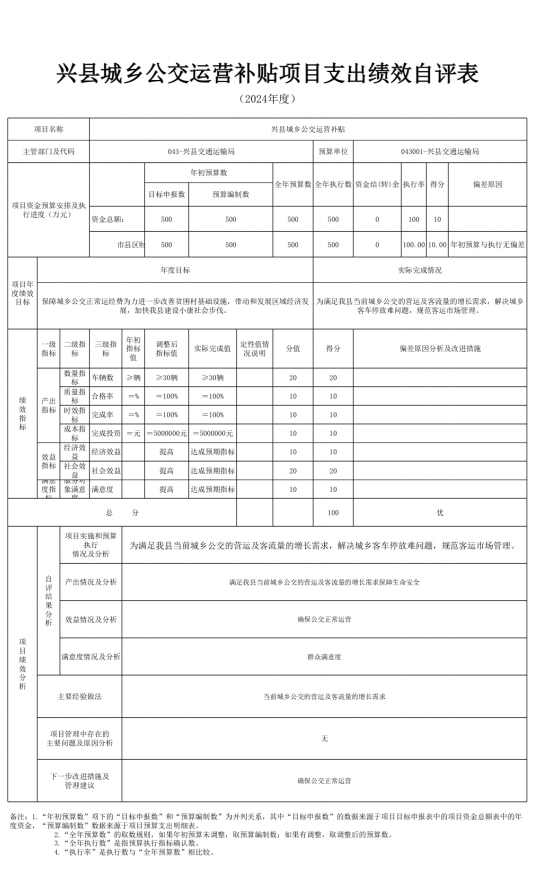 兴县城乡公交运营补贴项目支出绩效自评表
（2024年度）
项目名称 兴县城乡公交运营补贴
主管部门及代码 043-兴县交通运输局 预算单位 043001-兴县交通运输局
项目资金预算安排及执
行进度（万元）
年初预算数
目标申报数 预算编制数
全年预算数 全年执行数 资金结(转)余 执行率 得分 偏差原因
资金总额： 500 500 500 500 0 100 10
市县区财 500 500 500 500 0 100.00 10.00 年初预算与执行无偏差
项目年
度绩效
目标
年度目标 实际完成情况
保障城乡公交正常运经费为力进一步改善贫困村基础设施，带动和发展区域经济发
展，加快我县建设小康社会步伐。
为满足我县当前城乡公交的营运及客流量的增长需求，解决城乡
客车停放难问题，规范客运市场管理。
绩
效
指
标
一级
指标
二级指
标
三级指
标
年初
指标
值
调整后
指标值
实际完成值
定性值情
况说明
分值 得分 偏差原因分析及改进措施
产出
指标
数量指
标
车辆数 ≥辆 ≥30辆 ≥30辆 20 20
质量指
标
合格率 ＝% ＝100% ＝100% 10 10
时效指
标
完成率 ＝% ＝100% ＝100% 10 10
成本指
标
完成投资 ＝元 ＝5000000元 ＝5000000元 10 10
效益
指标
经济效
益
经济效益 提高 达成预期指标 10 10
社会效
益
社会效益 提高 达成预期指标 20 20
满意
度指
标
服务对
象满意
度
满意度 提高 达成预期指标 10 10
总 分 100 优
项
目
绩
效
分
析
自
评
结
果
分
析
项目实施和预算
执行
情况及分析
为满足我县当前城乡公交的营运及客流量的增长需求，解决城乡客车停放难问题，规范客运市场管理。
产出情况及分析 满足我县当前城乡公交的营运及客流量的增长需求保障生命安全
效益情况及分析 确保公交正常运营
满意度情况及分析 群众满意度
主要经验做法 当前城乡公交的营运及客流量的增长需求
项目管理中存在的
主要问题及原因分析
无
下一步改进措施及
管理建议
确保公交正常运营
备注：1.“年初预算数”项下的“目标申报数”和“预算编制数”为并列关系，其中“目标申报数”的数据来源于项目目标申报表中的项目资金总额表中的年
度资金，“预算编制数”数据来源于项目预算支出明细表。
2.“全年预算数”的取数规则，如果年初预算未调整，取预算编制数；如果有调整，取调整后的预算数。
3.“全年执行数”是指预算执行指标确认数。
4.“执行率”是执行数与“全年预算数”相比较。